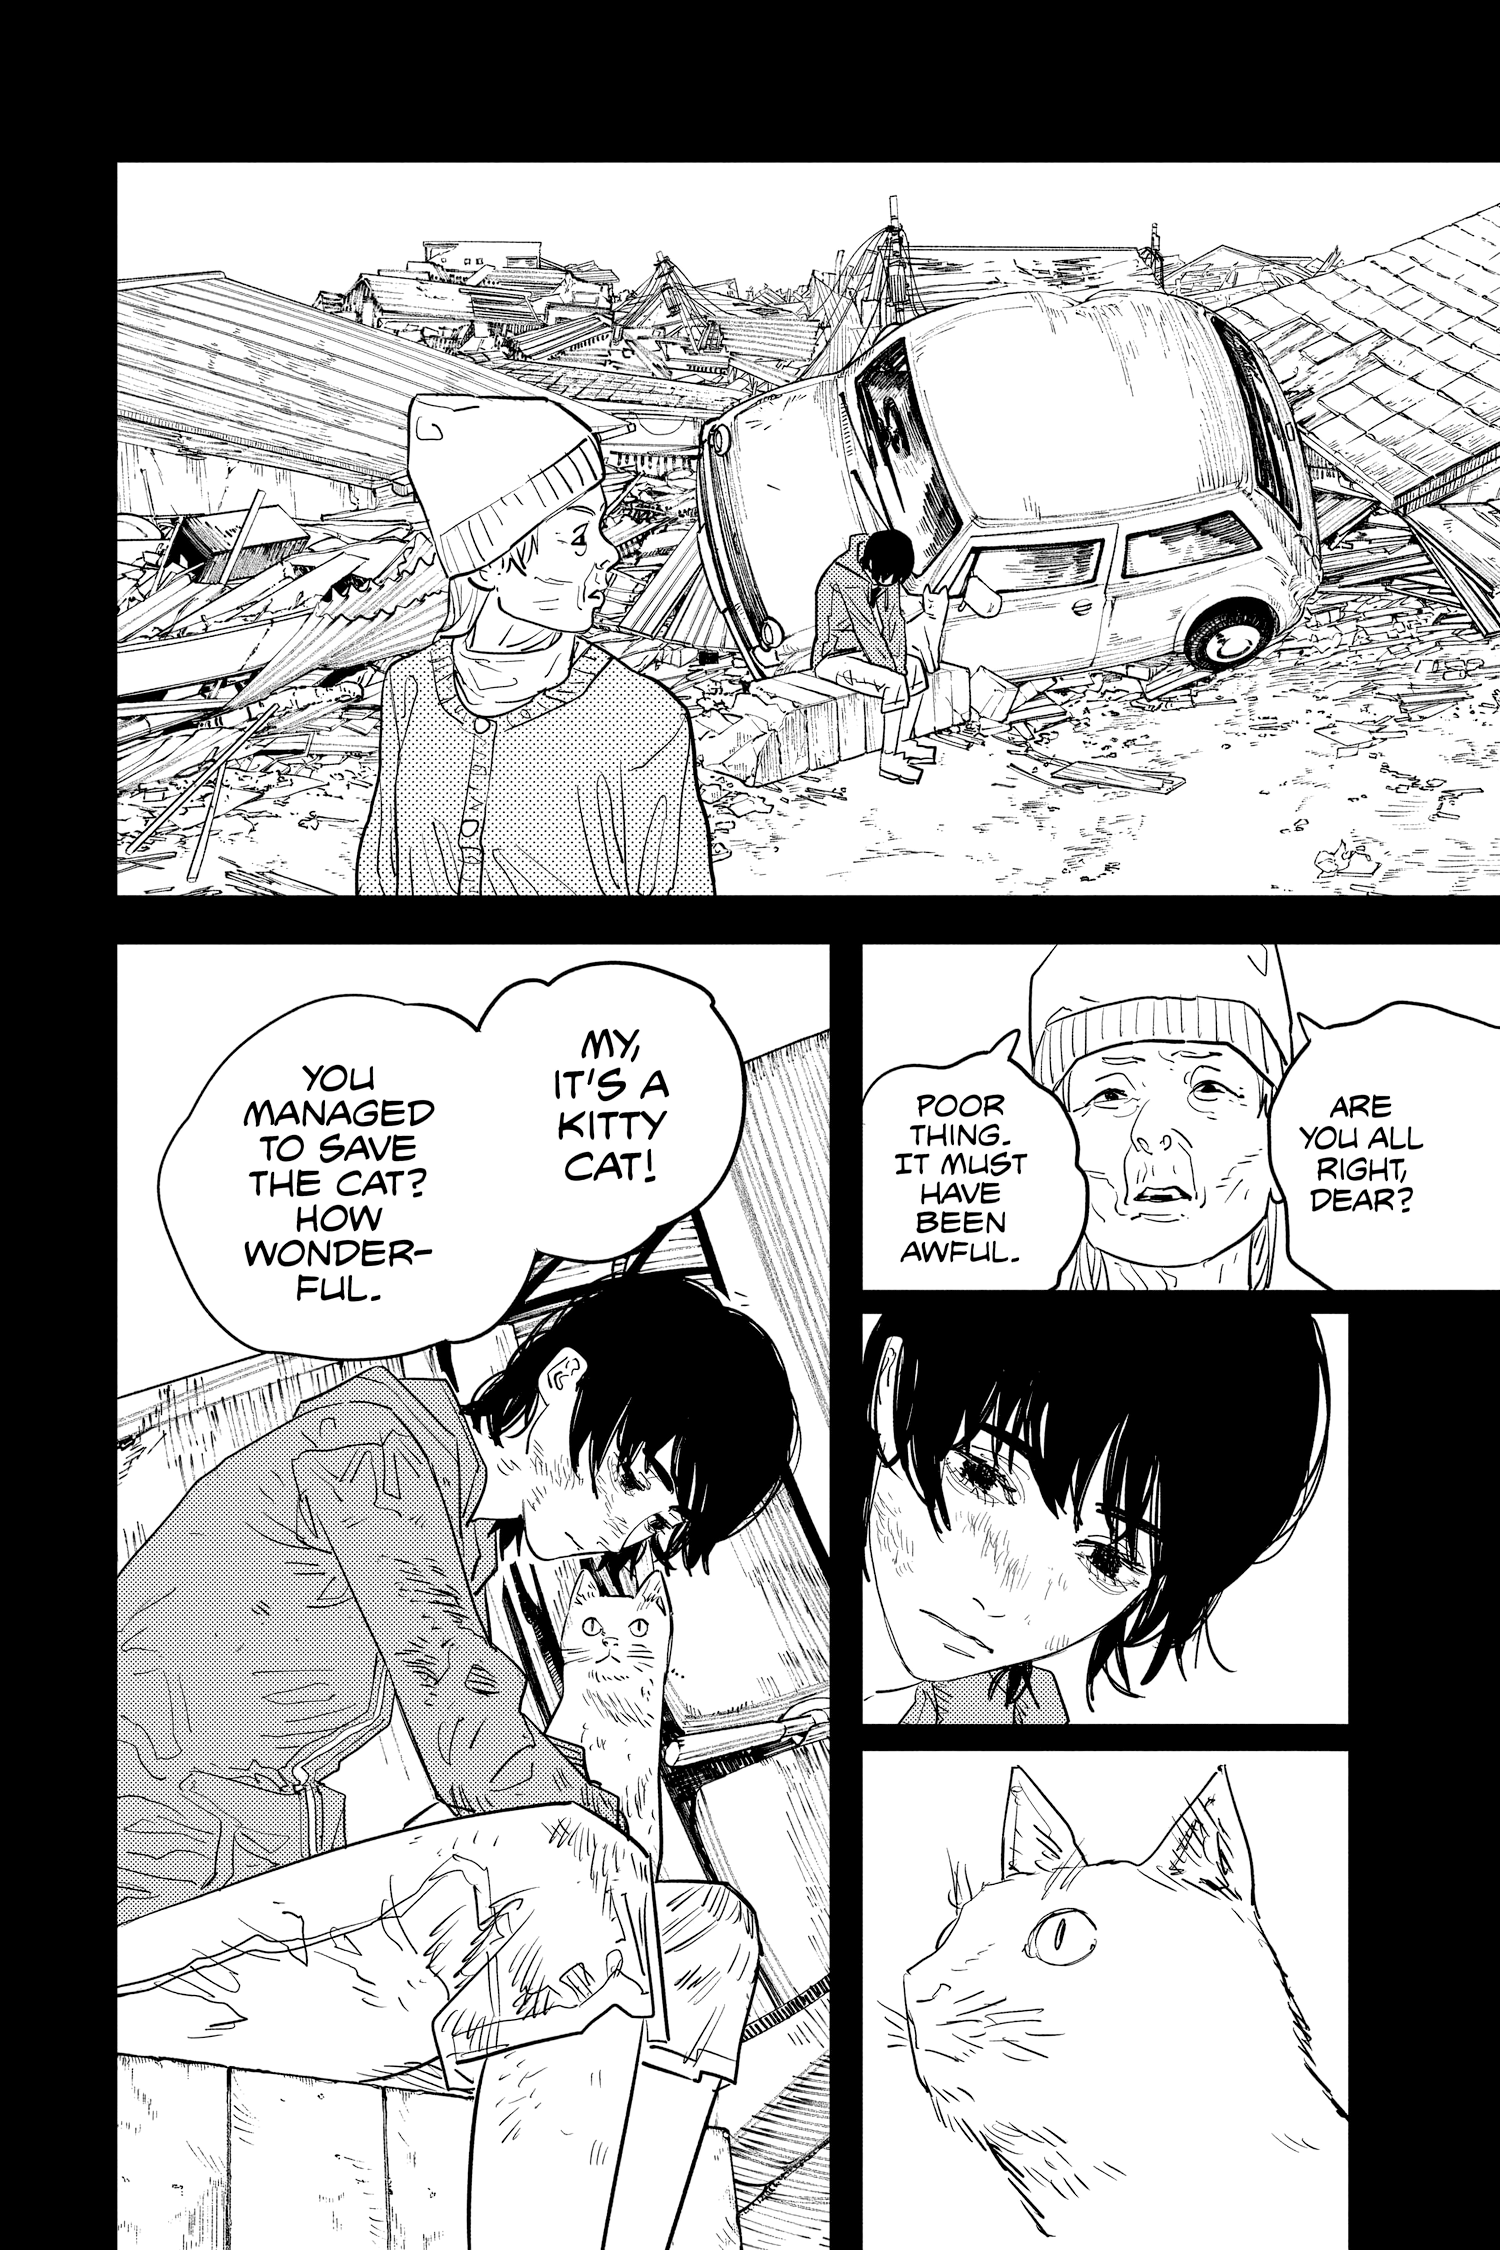 ARE
YOU ALL
RIGHT,
DEAR?
POOR
THING.
IT MUST
HAVE
BEEN
AWFUL.
MY,
IT'S A
KITTY
CAT!
YOU
MANAGED
TO SAVE
THE CAT?
HOW
WONDER-
FUL.